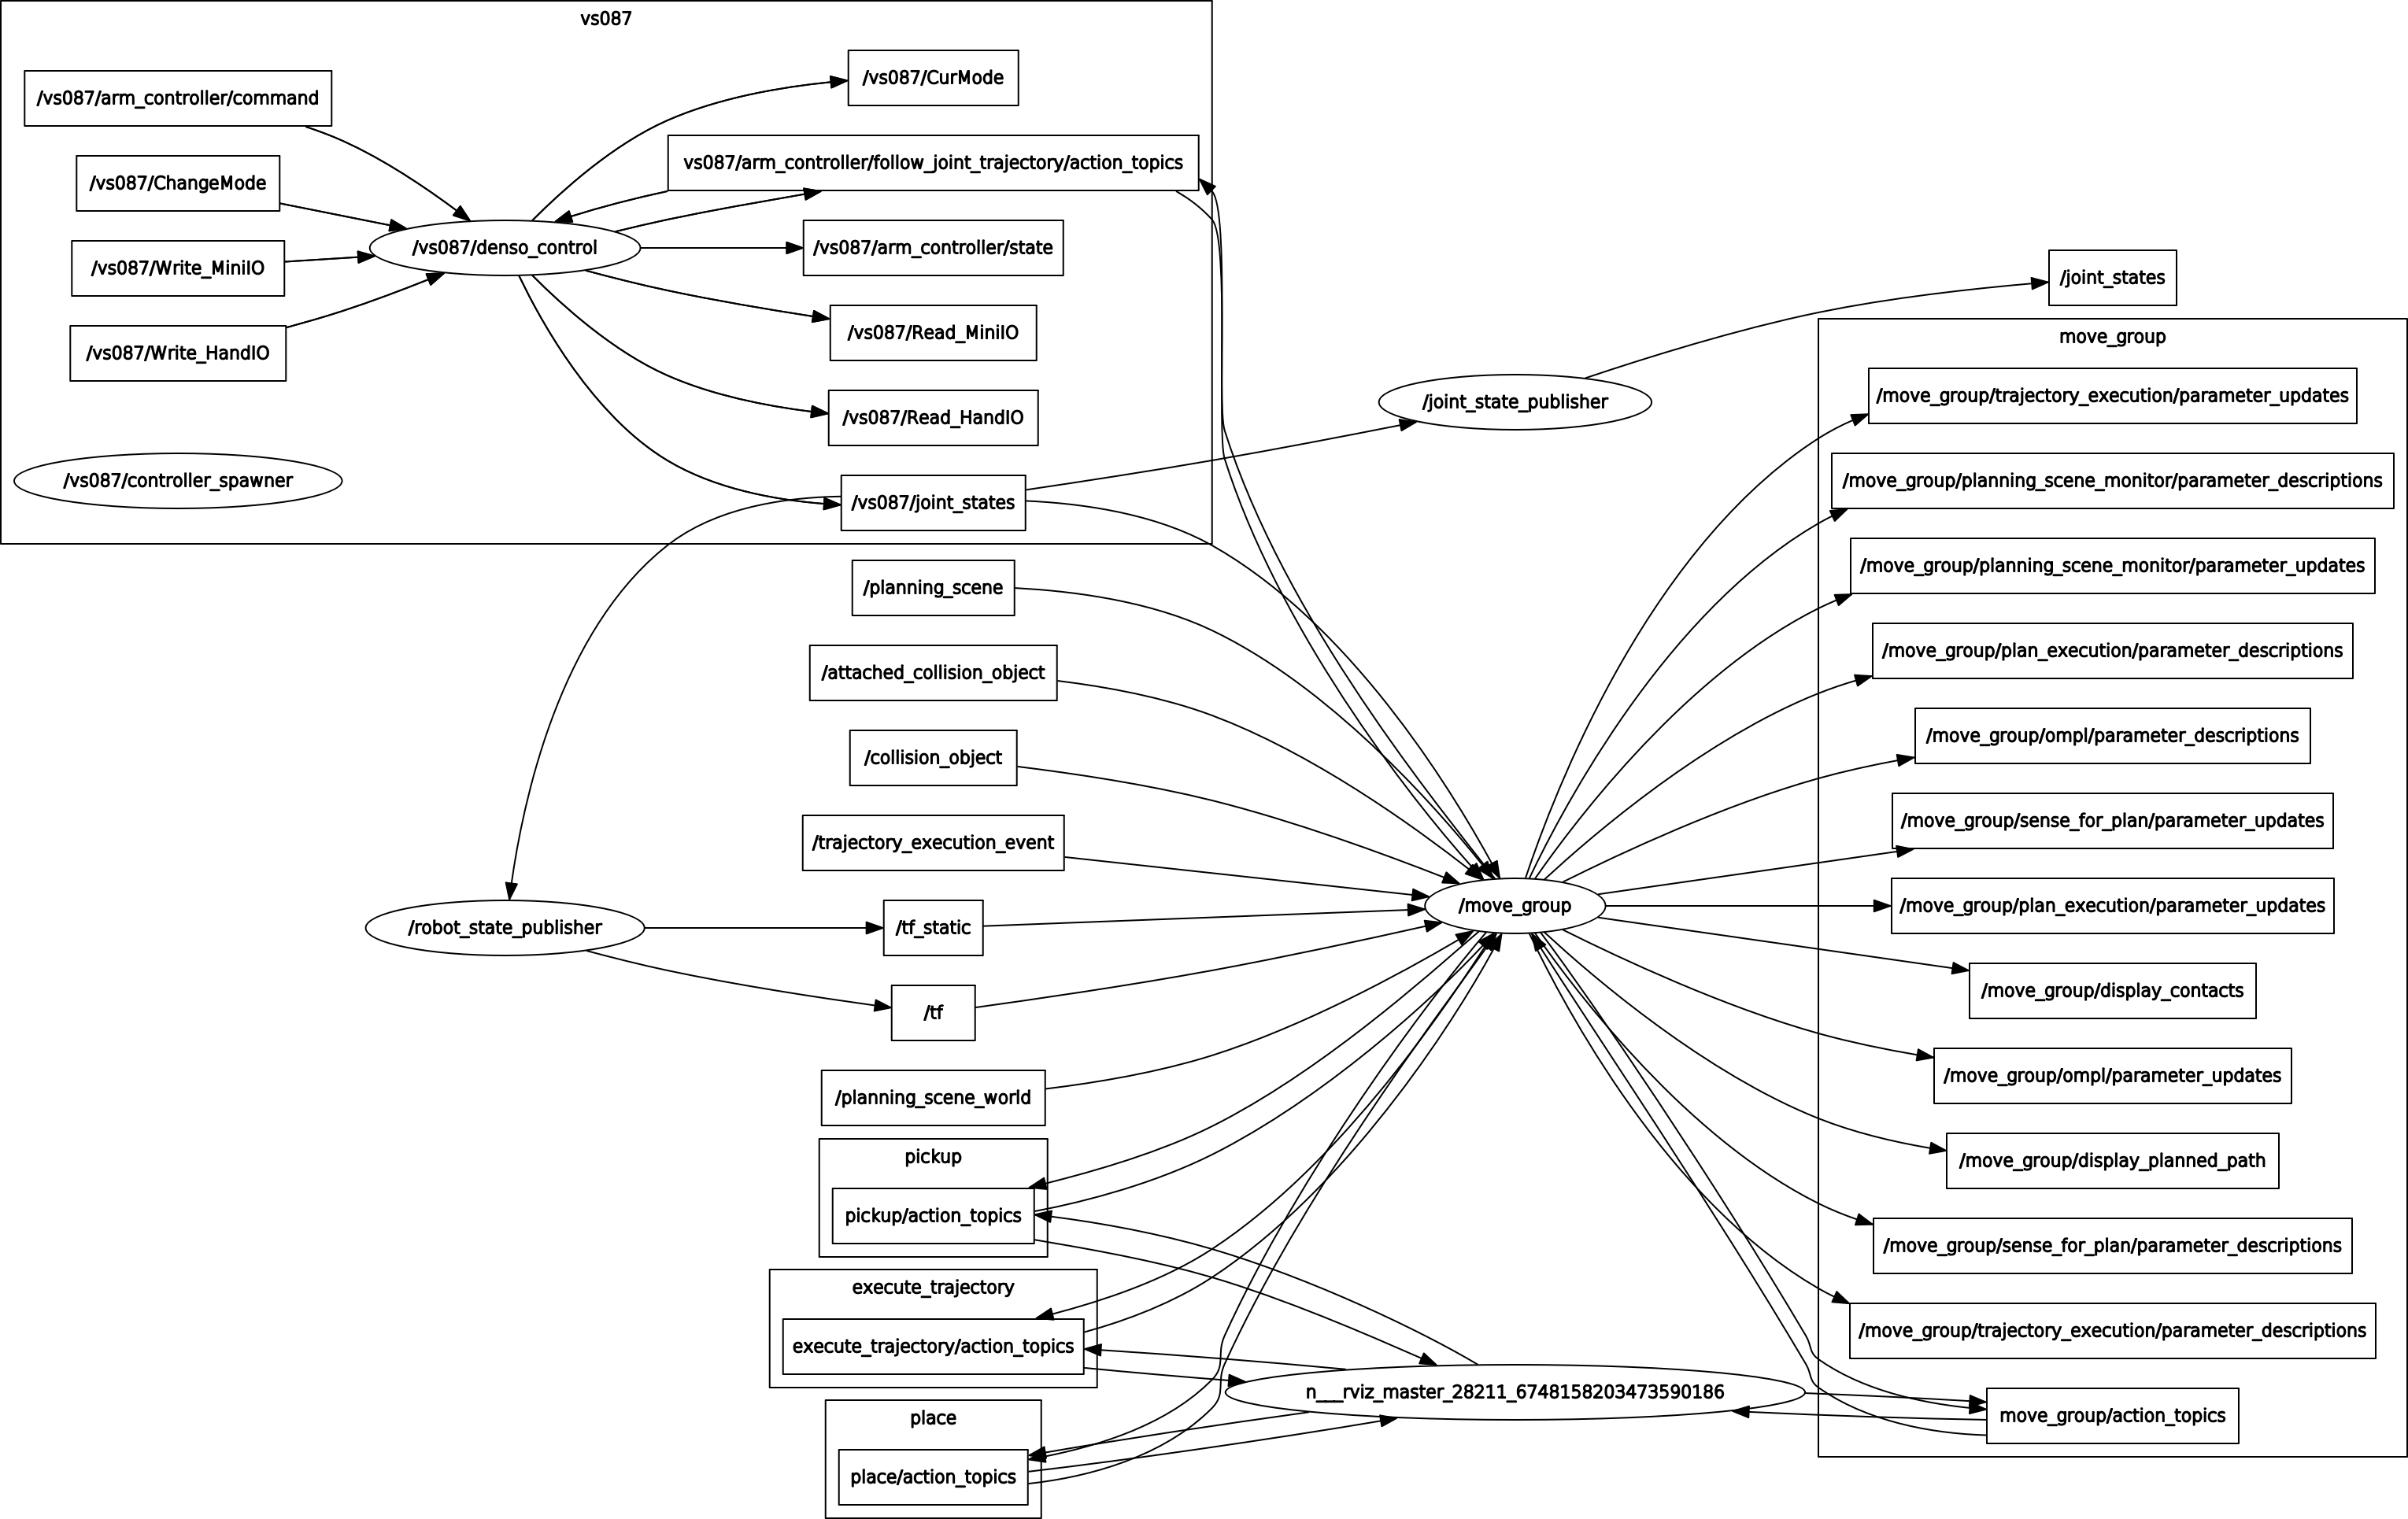 vs087
/vs087/arm_controller/command
/vs087/ChangeMode
/vs087/Write_MiniIO
/vs087/Write_HandIO
/vs087/controller_spawner
/vs087/denso_control
/vs087/CurMode
vs087/arm_controller/follow_joint_trajectory/action_topics
/vs087/arm_controller/state
/vs087/Read_MiniIO
/vs087/Read_HandIO
/vs087/joint_states
/planning_scene
/attached_collision_object
/collision_object
/trajectory_execution_event
/robot_state_publisher
/tf_static
/tf
/planning_scene_world
pickup
pickup/action_topics
execute_trajectory
execute_trajectory/action_topics
place
place/action_topics
/joint_state_publisher
/move_group
n___rviz_master_28211_6748158203473590186
/joint_states
move_group
/move_group/trajectory_execution/parameter_updates
/move_group/planning_scene_monitor/parameter_descriptions
/move_group/planning_scene_monitor/parameter_updates
/move_group/plan_execution/parameter_descriptions
/move_group/ompl/parameter_descriptions
/move_group/sense_for_plan/parameter_updates
/move_group/plan_execution/parameter_updates
/move_group/display_contacts
/move_group/ompl/parameter_updates
/move_group/display_planned_path
/move_group/sense_for_plan/parameter_descriptions
/move_group/trajectory_execution/parameter_descriptions
move_group/action_topics